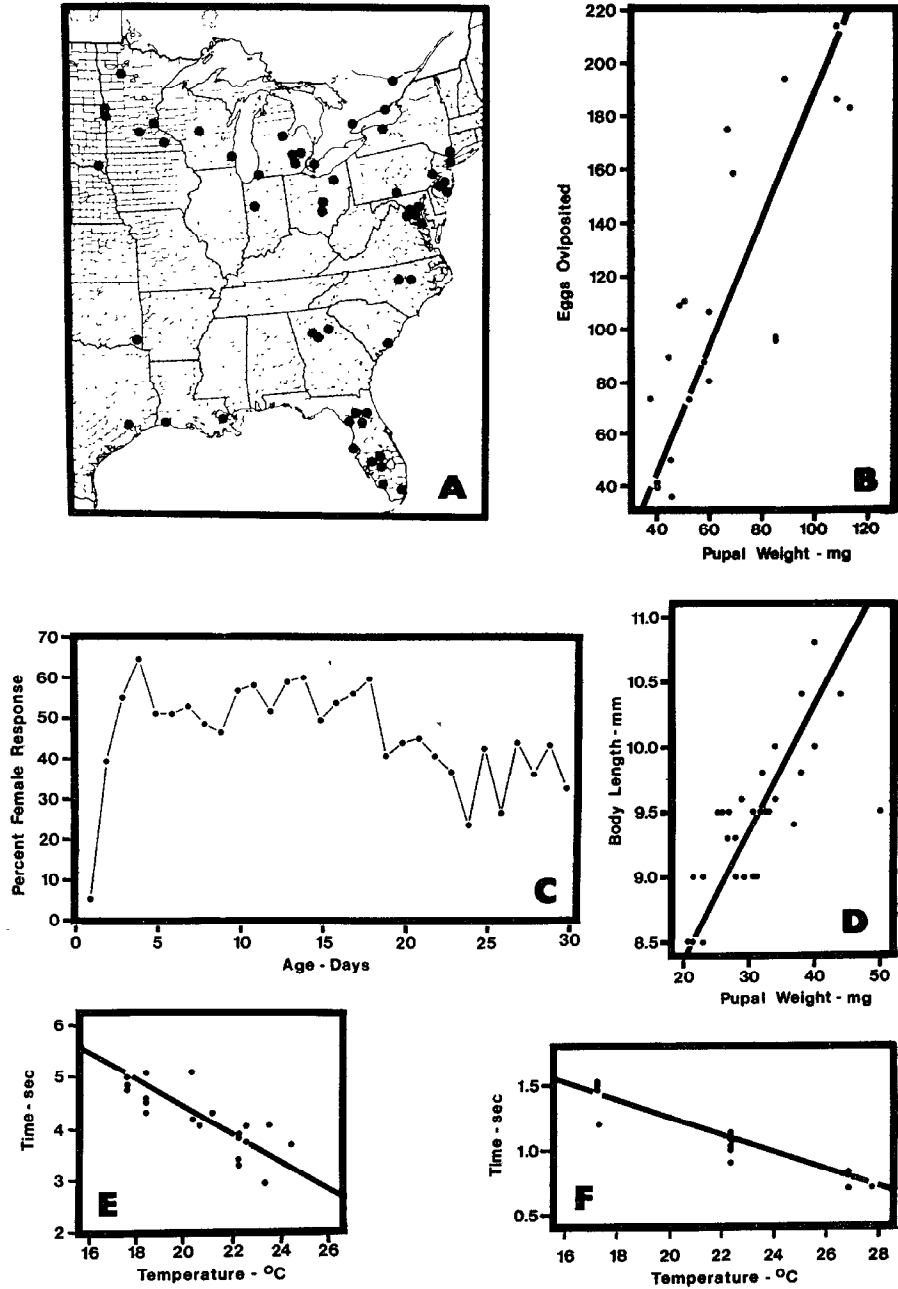 A
220
200
180
160
140
120
100
80
60
40
Eggs Oviposited
B
40 60 80 100 120
Pupal Weight - mg
70
60
50
40
30
20
10
0
Percent Female Response
C
0 5 10 15 20 25 30
Age - Days
11.0
10.5
10.0
9.5
9.0
8.5
Body Length - mm
D
20 30 40 50
Pupal Weight - mg
6
5
4
3
2
Time - sec
E
16 18 20 22 24 26
Temperature - °C
1.5
1.0
0.5
Time - sec
F
16 18 20 22 24 26 28
Temperature - °C